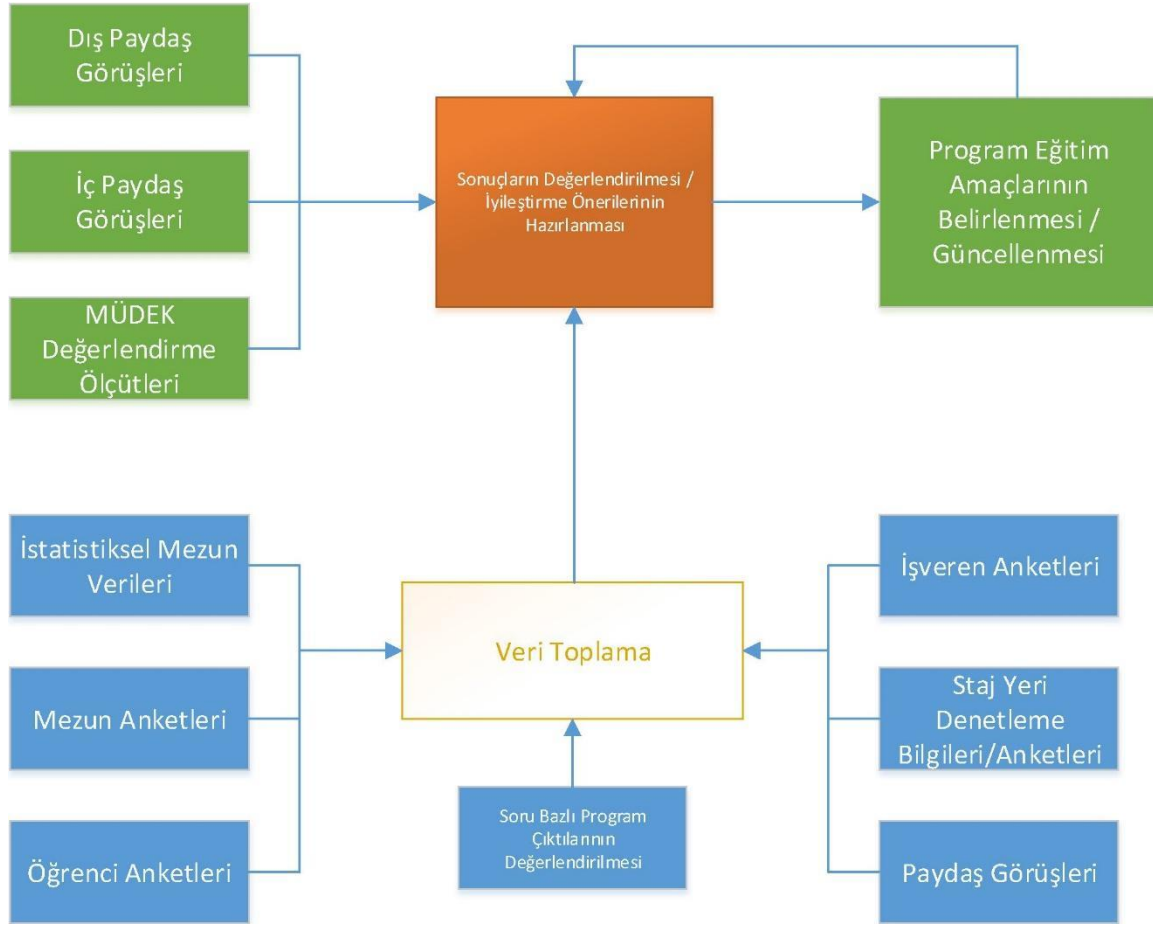 Dış Paydaş
Görüşleri
İç Paydaş
Görüşleri
MÜDEK
Değerlendirme
Ölçütleri
Sonuçların Değerlendirilmesi /
İyileştirme Önerilerinin
Hazırlanması
Program Eğitim
Amaçlarının
Belirlenmesi /
Güncellenmesi
İstatistiksel Mezun
Verileri
Mezun Anketleri
Öğrenci Anketleri
Veri Toplama
Soru Bazlı Program
Çıktılarının
Değerlendirilmesi
İşveren Anketleri
Staj Yeri
Denetleme
Bilgileri/Anketleri
Paydaş Görüşleri